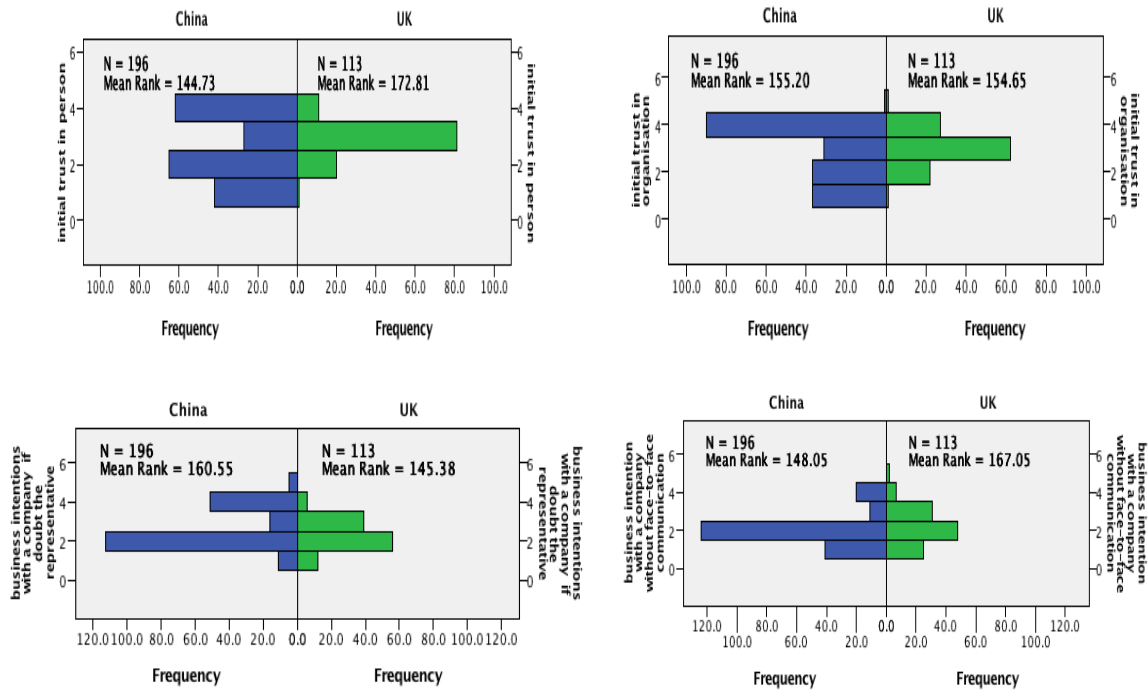 China UK
N = 196 N = 113
Mean Rank = 144.73 Mean Rank = 172.81
initial trust in person
6 4 2 0
6 4 2 0
initial trust in person
100.0 80.0 60.0 40.0 20.0 0.0 0.0 20.0 40.0 60.0 80.0 100.0
Frequency Frequency
China UK
N = 196 N = 113
Mean Rank = 155.20 Mean Rank = 154.65
initial trust in
organisation
6 4 2 0
6 4 2 0
initial trust in
organisation
100.0 80.0 60.0 40.0 20.0 0.0 0.0 20.0 40.0 60.0 80.0 100.0
Frequency Frequency
China UK
N = 196 N = 113
Mean Rank = 160.55 Mean Rank = 145.38
business intentions
with a company if
doubt the
representative
6 4 2 0
6 4 2 0
business intentions
with a company if
doubt the
representative
120.0 100.0 80.0 60.0 40.0 20.0 0.0 0.0 20.0 40.0 60.0 80.0 100.0 120.0
Frequency Frequency
China UK
N = 196 N = 113
Mean Rank = 148.05 Mean Rank = 167.05
business intention
with a company
without face-to-face
communication
6 4 2 0
6 4 2 0
business intention
with a company
without face-to-face
communication
120.0 100.0 80.0 60.0 40.0 20.0 0.0 0.0 20.0 40.0 60.0 80.0 100.0 120.0
Frequency Frequency